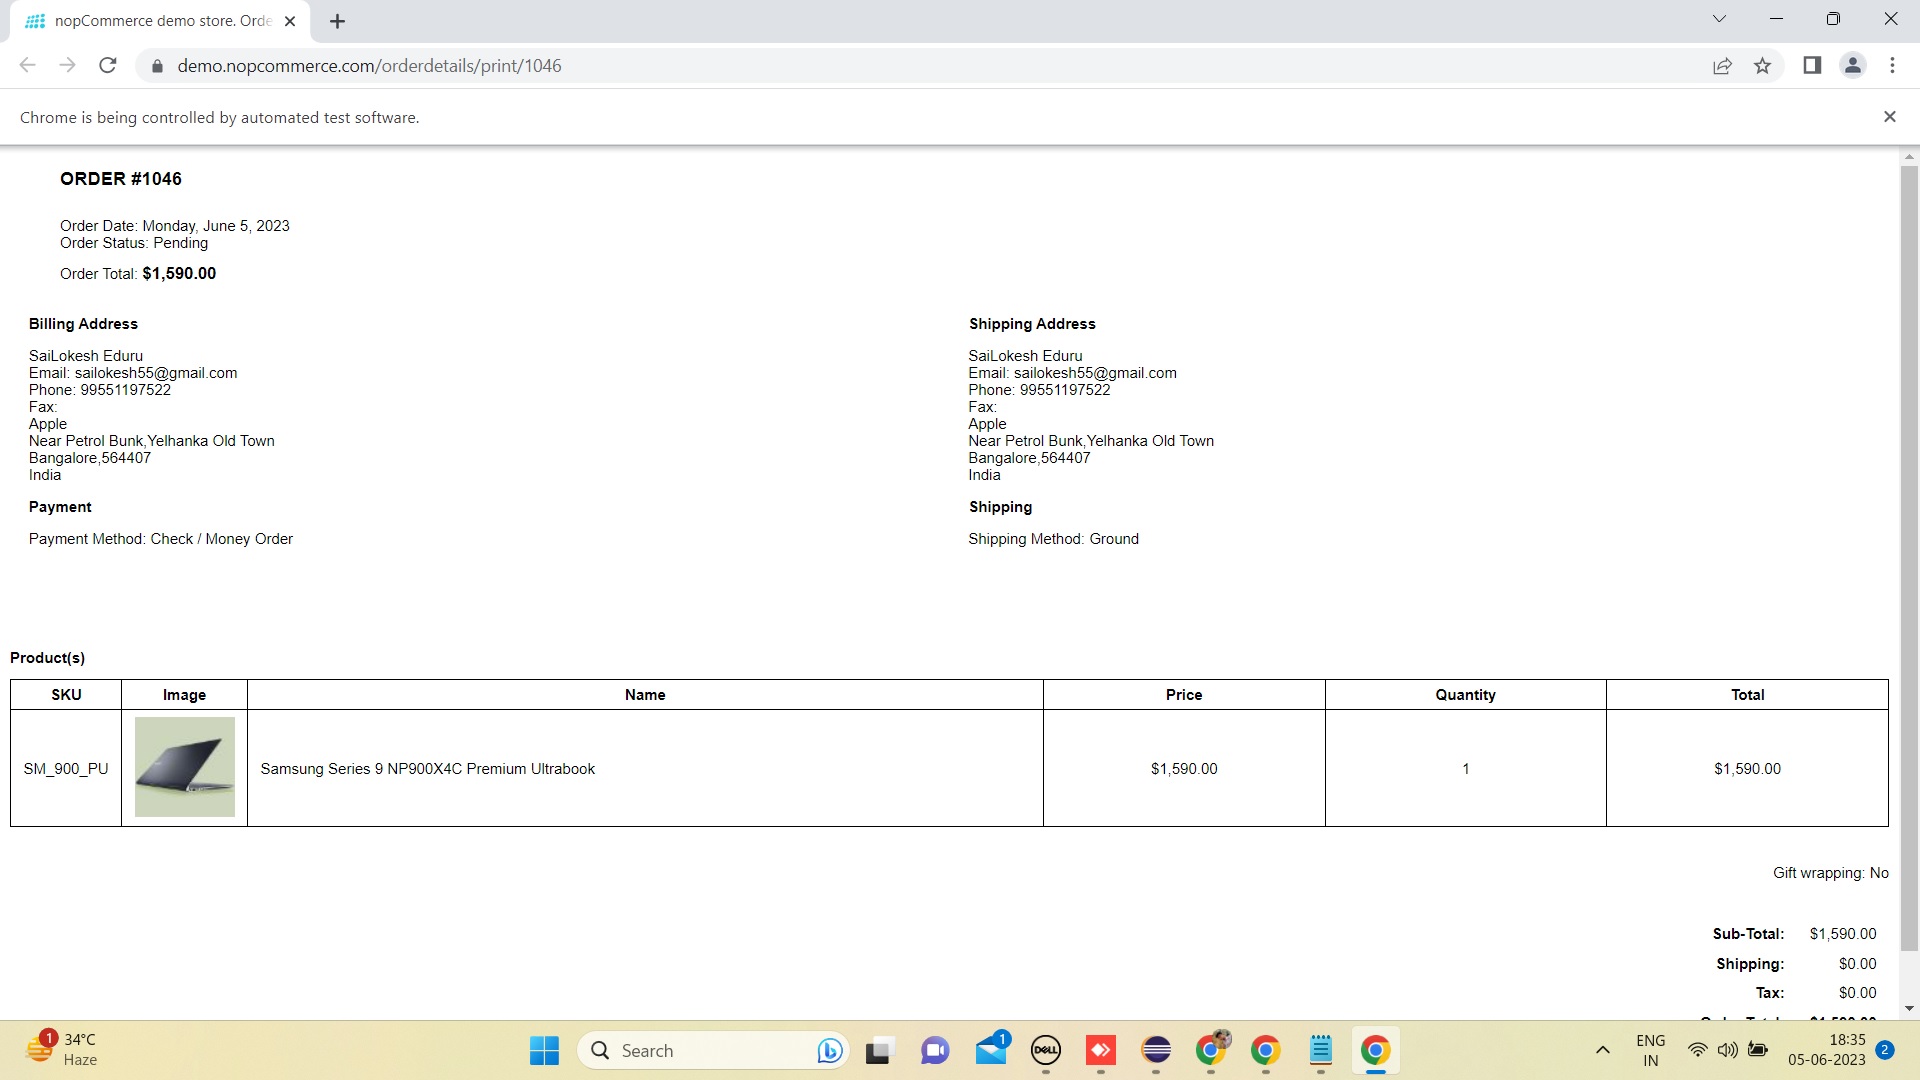 nopCommerce demo store. Orde
demo.nopcommerce.com/orderdetails/print/1046
Chrome is being controlled by automated test software.
ORDER #1046
Order Date: Monday, June 5, 2023
Order Status: Pending
Order Total: $1,590.00
Billing Address
SaiLokesh Eduru
Email: sailokesh55@gmail.com
Phone: 99551197522
Fax:
Apple
Near Petrol Bunk,Yelhanka Old Town
Bangalore,564407
India
Payment
Payment Method: Check / Money Order
Shipping Address
SaiLokesh Eduru
Email: sailokesh55@gmail.com
Phone: 99551197522
Fax:
Apple
Near Petrol Bunk,Yelhanka Old Town
Bangalore,564407
India
Shipping
Shipping Method: Ground
Product(s)
SKU Image Name Price Quantity Total
SM_900_PU Samsung Series 9 NP900X4C Premium Ultrabook $1,590.00 1 $1,590.00
Gift wrapping: No
Sub-Total: $1,590.00
Shipping: $0.00
Tax: $0.00
1 34°C
Haze
Search
1
DELL
ENG
IN
18:35
05-06-2023
2